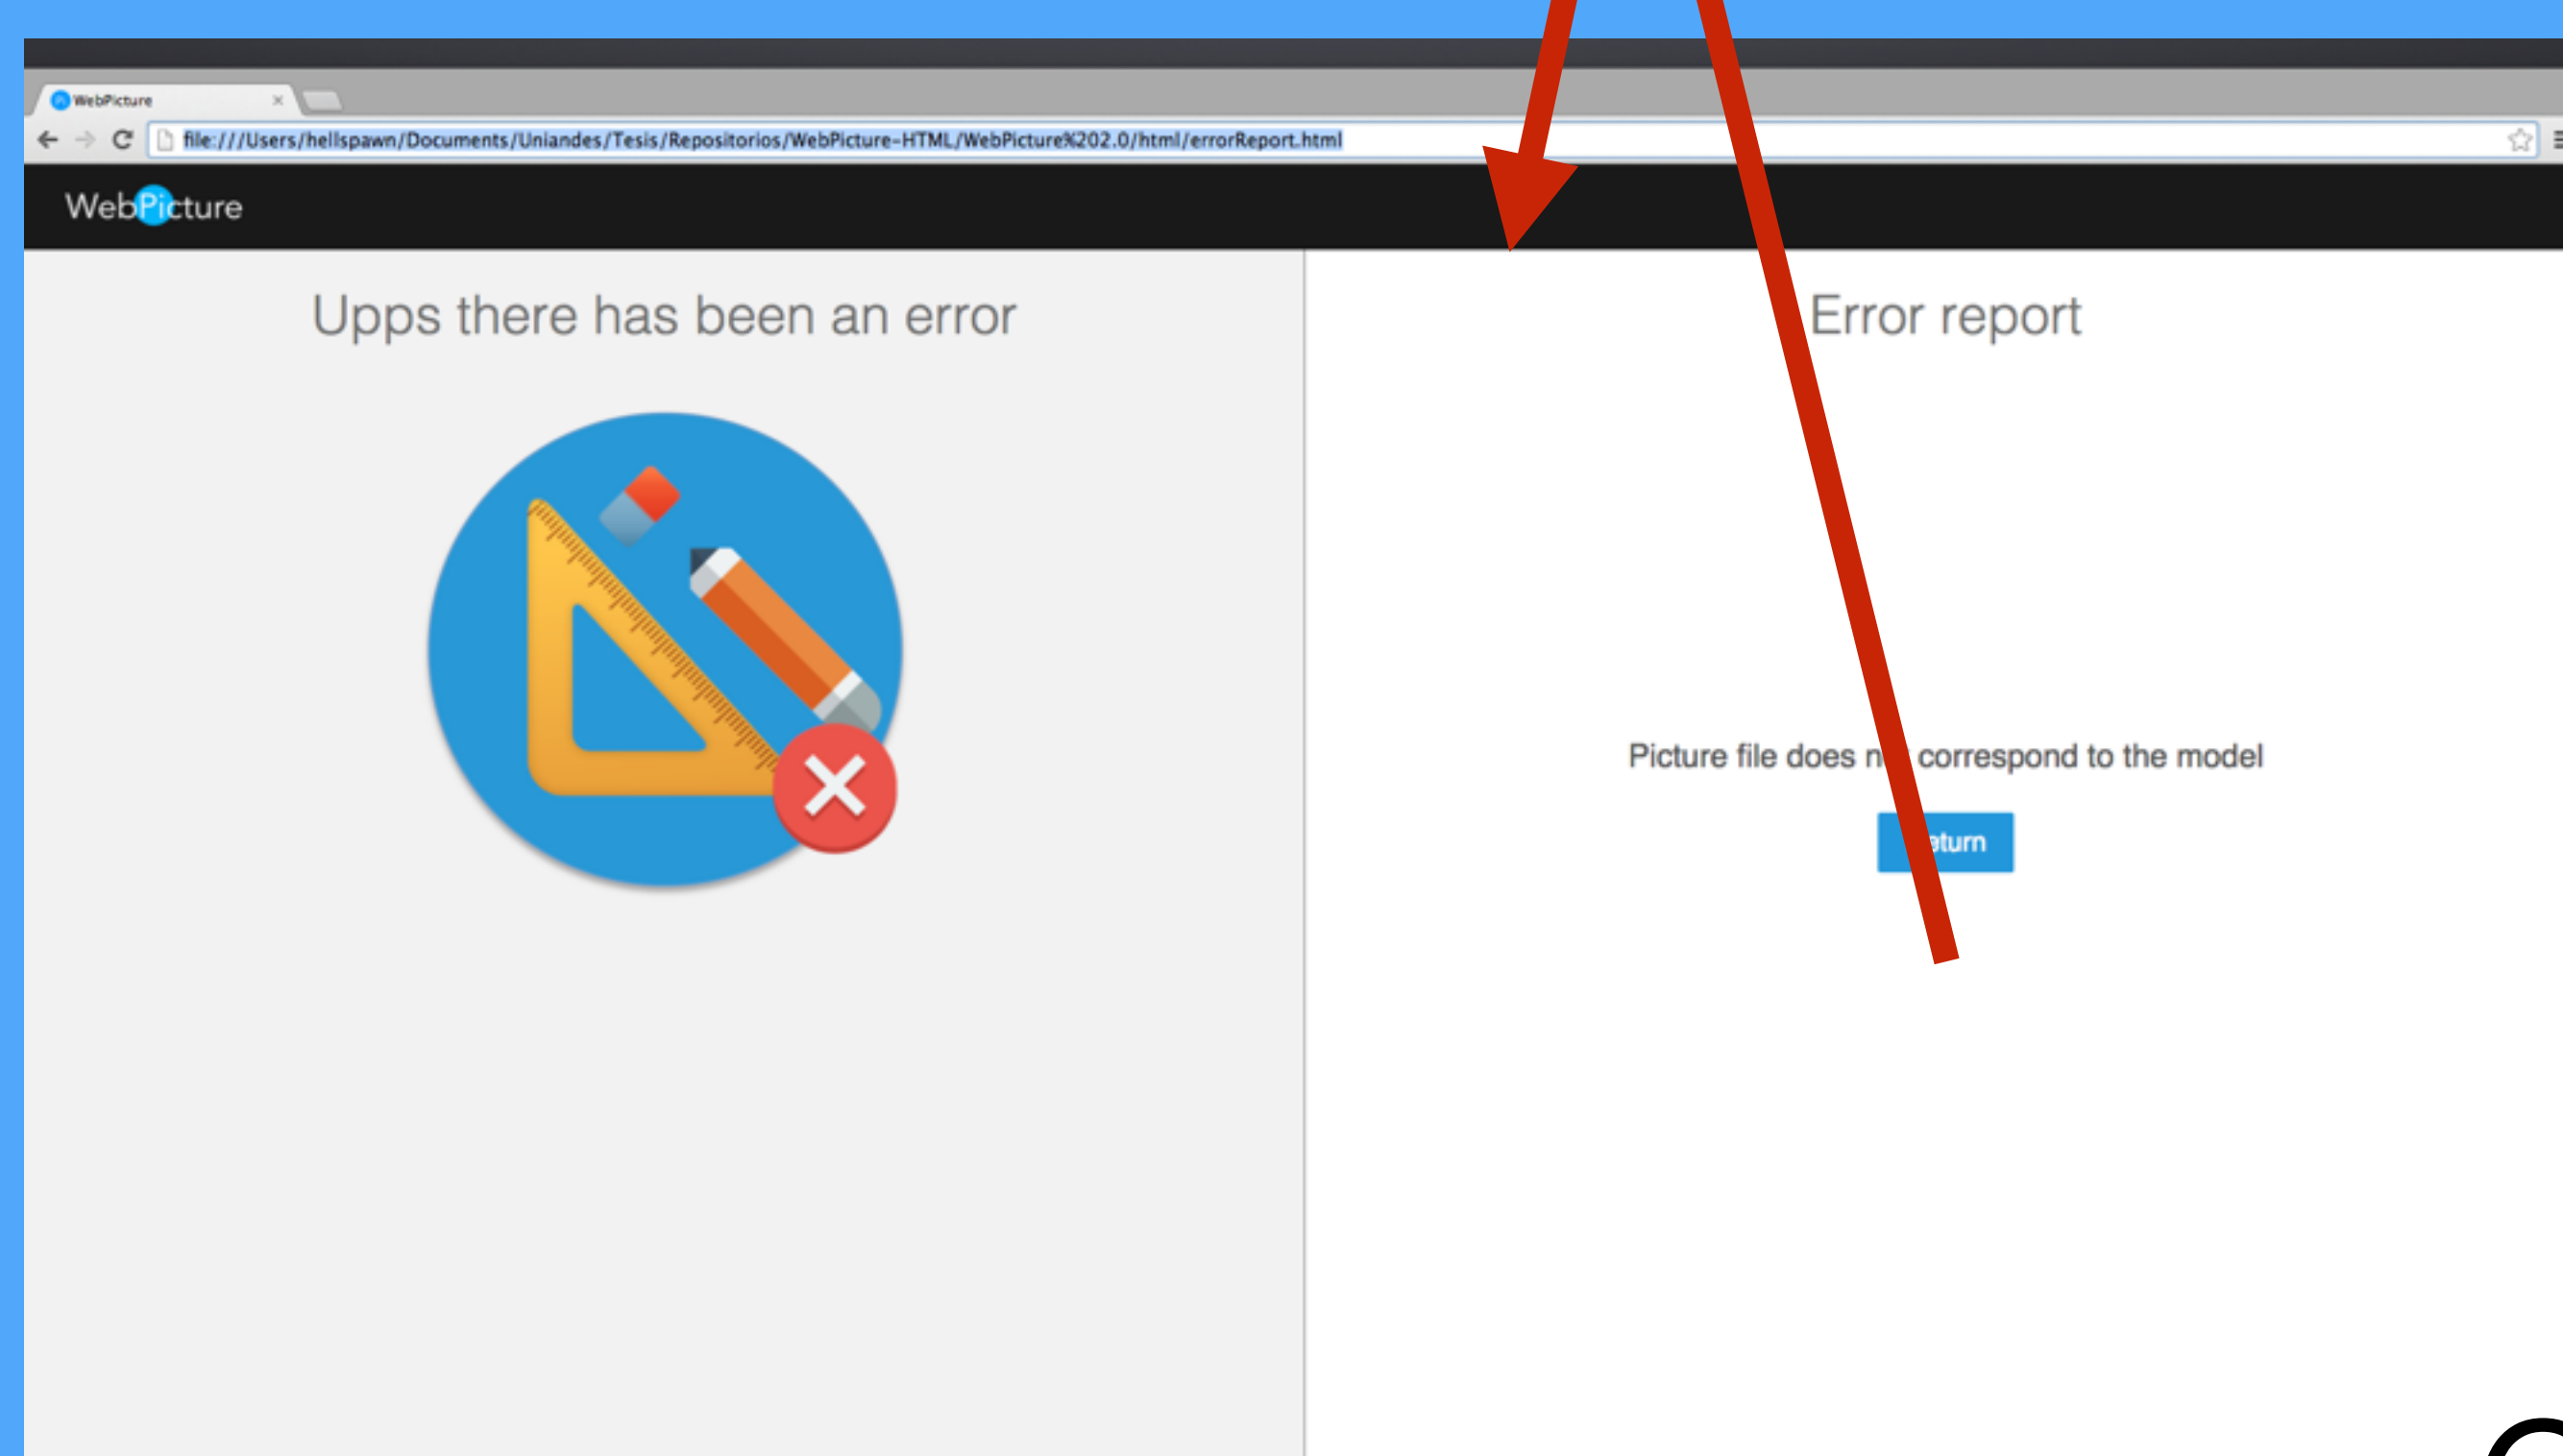 WebPicture
file:///Users/hellspawn/Documents/Uniandes/Tesis/Repositorios/WebPicture-HTML/WebPicture%202.0/html/errorReport.html
WebPicture
Upps there has been an error
Error report
Picture file does correspond to the model